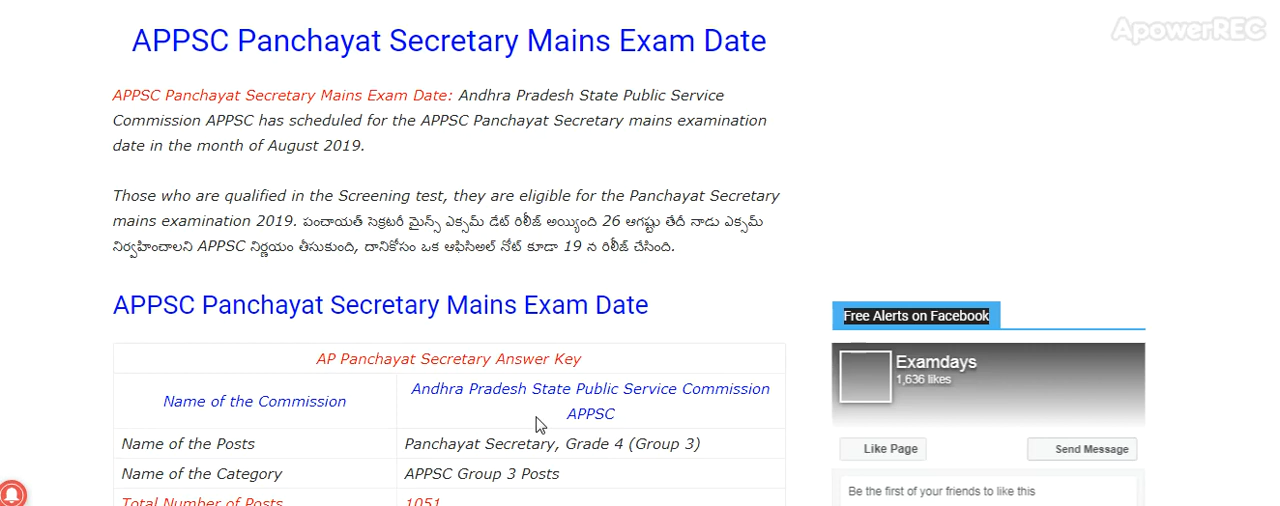 ApowerREC
APPSC Panchayat Secretary Mains Exam Date
APPSC Panchayat Secretary Mains Exam Date: Andhra Pradesh State Public Service
Commission APPSC has scheduled for the APPSC Panchayat Secretary mains examination
date in the month of August 2019.
Those who are qualified in the Screening test, they are eligible for the Panchayat Secretary
mains examination 2019. పంచాయత్ సెక్రటరీ మైన్స్ ఎక్సమ్ డేట్ రిలీజ్ అయ్యింది 26 ఆగష్టు తేదీ నాడు ఎక్సమ్
నిర్వహించాలని APPSC నిర్ణయం తీసుకుంది, దానికోసం ఒక ఆఫిసిఅల్ నోట్ కూడా 19 న రిలీజ్ చేసింది.
APPSC Panchayat Secretary Mains Exam Date
AP Panchayat Secretary Answer Key
Name of the Commission
Andhra Pradesh State Public Service Commission
APPSC
Name of the Posts
Panchayat Secretary, Grade 4 (Group 3)
Name of the Category
APPSC Group 3 Posts
Total Number of Posts
1051
Free Alerts on Facebook
Examdays
1,636 likes
Like Page
Send Message
Be the first of your friends to like this